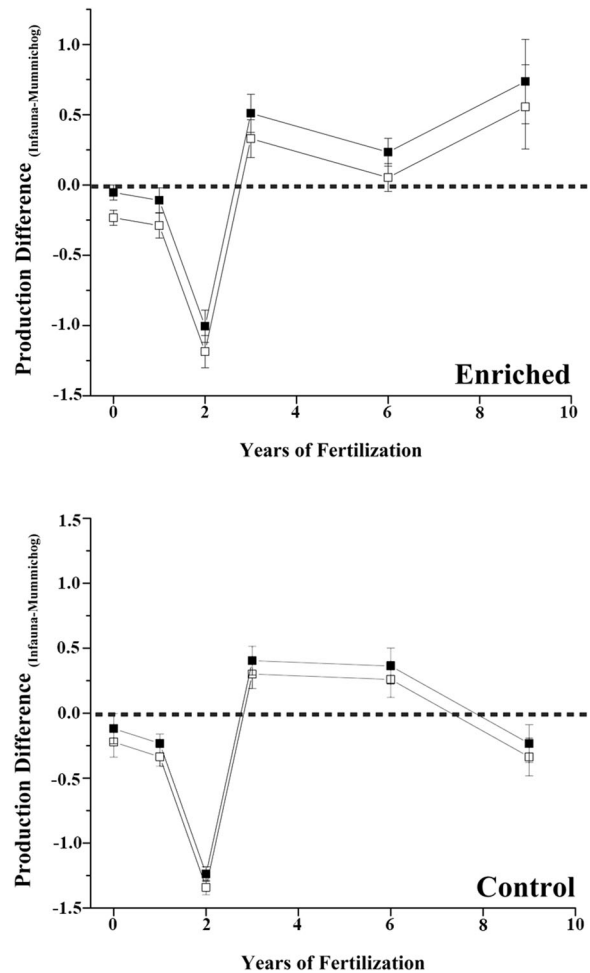 1.0
0.5
0.0
-0.5
-1.0
-1.5
Production Difference (Infauna-Mummichog)
Enriched
0 2 4 6 8 10
Years of Fertilization
1.5
1.0
0.5
0.0
-0.5
-1.0
-1.5
Production Difference (Infauna-Mummichog)
Control
0 2 4 6 8 10
Years of Fertilization